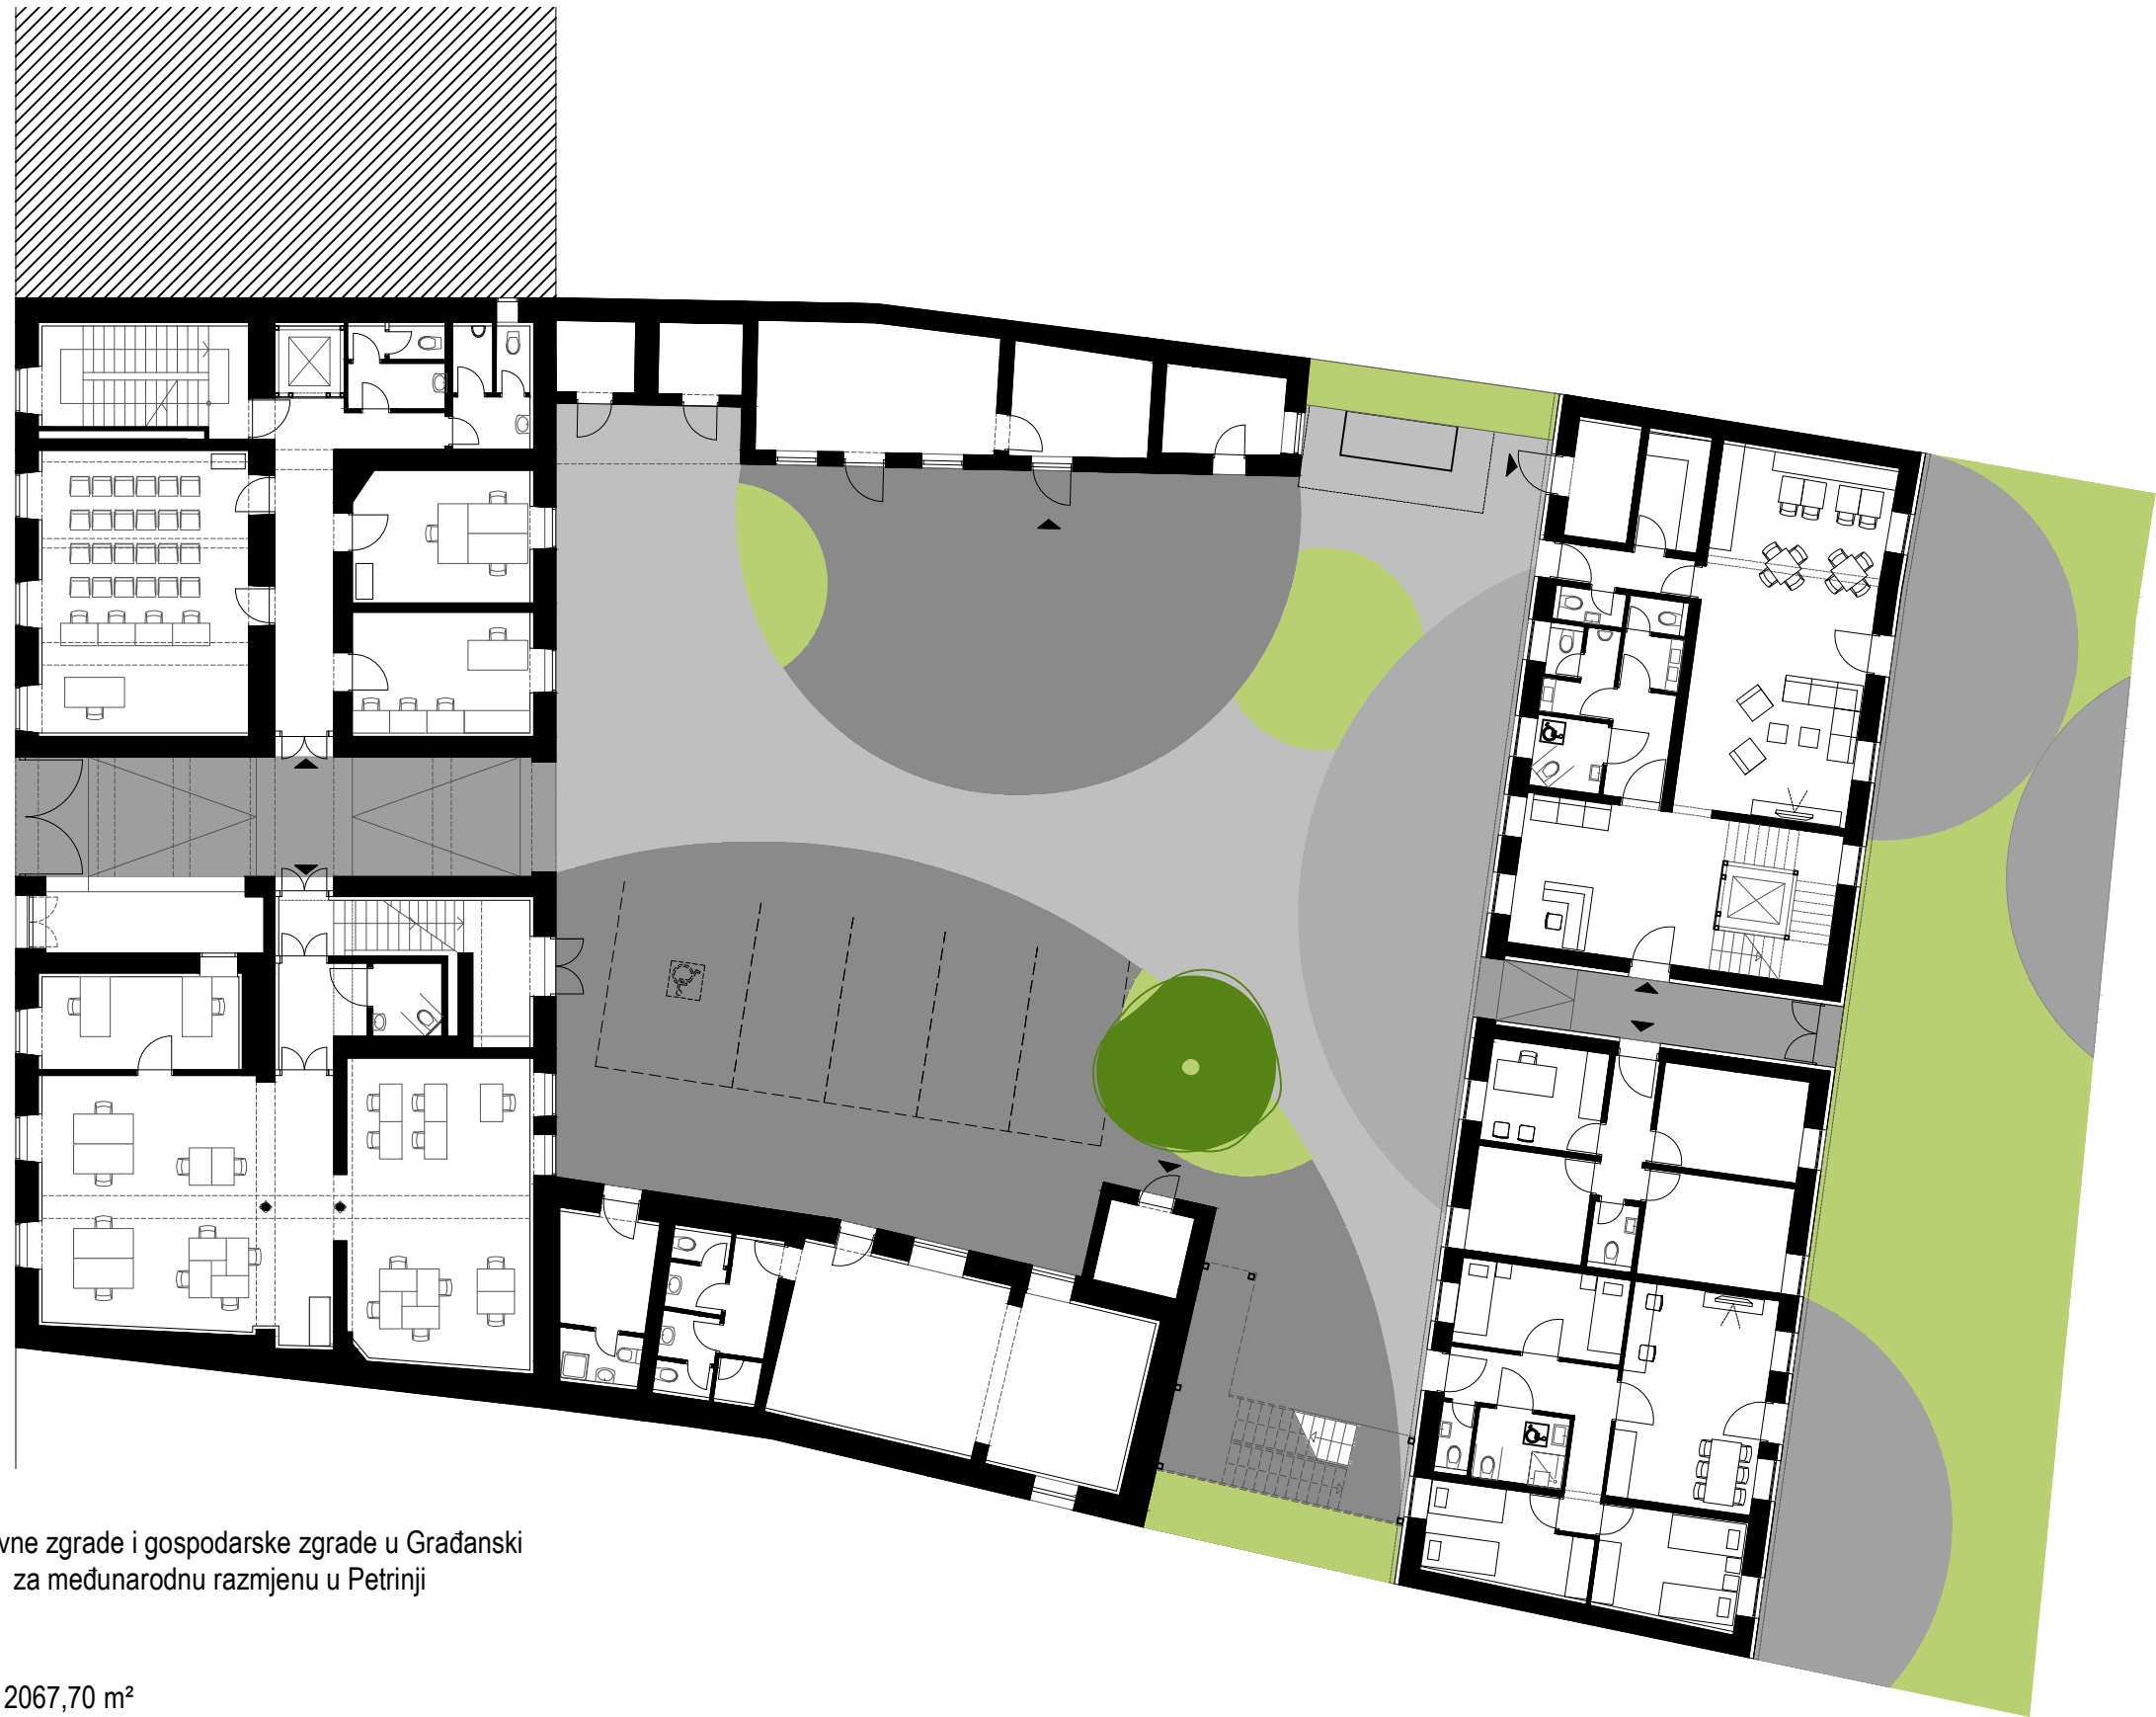 vne zgrade i gospodarske zgrade u Građanski
za međunarodnu razmjenu u Petrinji
2067,70 m²